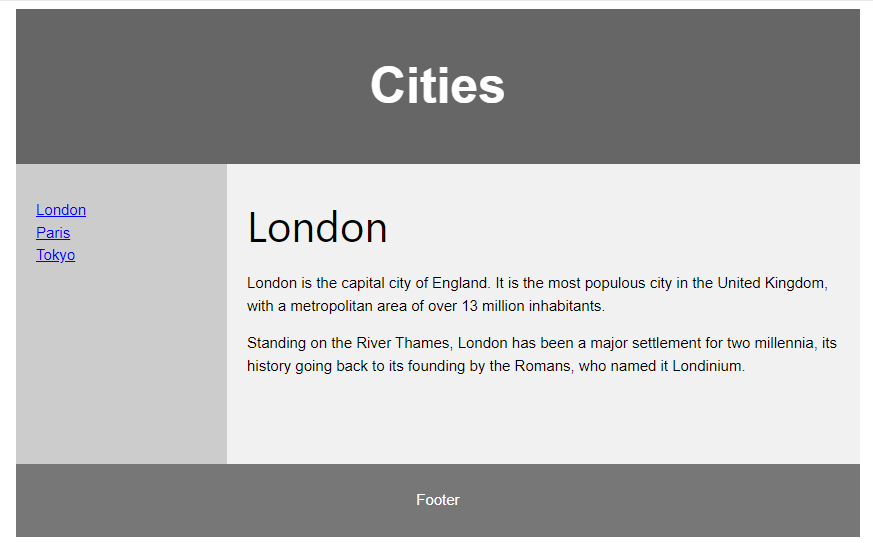 Cities
London
Paris
Tokyo
London
London is the capital city of England. It is the most populous city in the United Kingdom,
with a metropolitan area of over 13 million inhabitants.
Standing on the River Thames, London has been a major settlement for two millennia, its
history going back to its founding by the Romans, who named it Londinium.
Footer